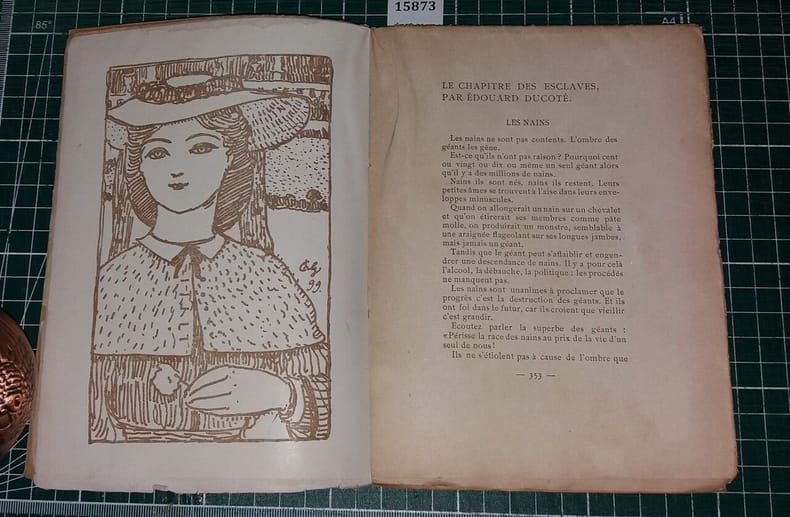 15873
85°
A4
99
LE CHAPITRE DES ESCLAVES,
PAR ÉDOUARD DUCOTÉ.
LES NAINS
Les nains ne sont pas contents. L'ombre des
géants les gêne.
Est-ce qu'ils n'ont pas raison? Pourquoi cent
ou vingt ou dix ou même un seul géant alors
qu'il y a des millions de nains.
Nains ils sont nés, nains ils restent. Leurs
petites âmes se trouvent à l'aise dans leurs enve-
loppes minuscules.
Quand on allongerait un nain sur un chevalet
et qu'on étirerait ses membres comme pâte
molle, on produirait un monstre, semblable à
une araignée flageolant sur ses longues jambes,
mais jamais un géant.
Tandis que le géant peut s'affaiblir et engen-
drer une descendance de nains. Il y a pour celà
l'alcool, la débauche, la politique : les procédés
ne manquent pas.
Les nains sont unanimes à proclamer que le
progrès c'est la destruction des géants. Et ils
ont foi dans le futur, car ils croient que vieillir
c'est grandir.
Ecoutez parler la superbe des géants :
«Périsse la race des nains au prix de la vie d'un
seul de nous!
Ils ne s'étiolent pas à cause de l'ombre que
— 353 —